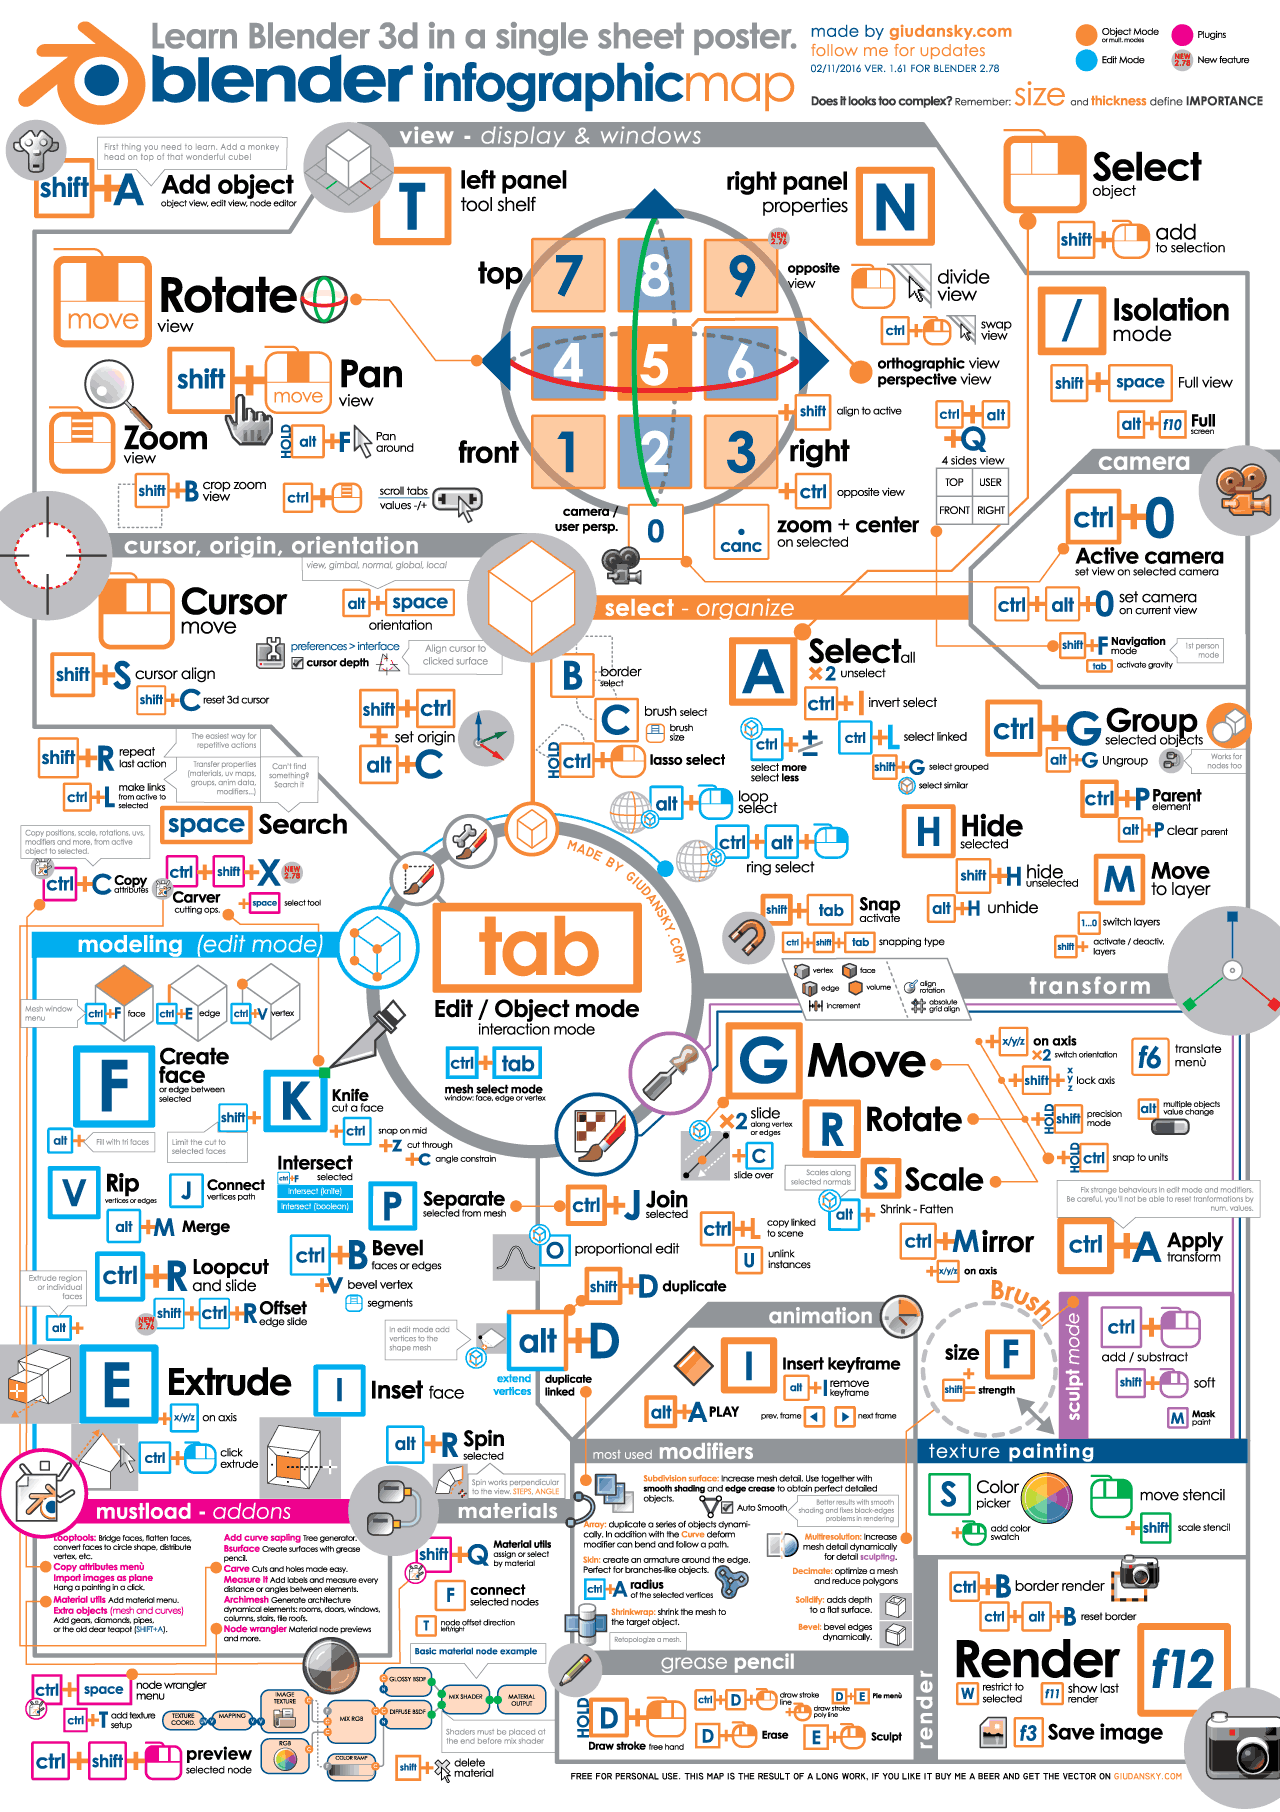 Learn Blender 3d in a single sheet poster.
blender infographicmap
made by giudansky.com
follow me for updates
02/11/2016 VER. 1.61 FOR BLENDER 2.78
Object Mode
or mult. modes
Plugins
Edit Mode
NEW 2.78
New feature
Does it looks too complex? Remember: size and thickness define IMPORTANCE
First thing you need to learn. Add a monkey
head on top of that wonderful cube!
shift+A Add object
object view, edit view, node editor
view - display & windows
T left panel
tool shelf
right panel
properties N
Select
object
shift+ add
to selection
move Rotate
view
shift+ move Pan
view
Zoom
view
HOLD alt+F Pan
around
shift+B crop zoom
view
ctrl+
scroll tabs
values -/+
top 7 8 9
NEW 2.76
opposite
view
4 5 6
front 1 2 3 right
camera /
user persp. 0
. canc
zoom + center
on selected
divide
view
ctrl+ swap
view
orthographic view
perspective view
+shift align to active
+ctrl opposite view
ctrl+alt
+Q
4 sides view
TOP USER
FRONT RIGHT
/ Isolation
mode
shift+space Full view
alt+f10 Full
screen
camera
ctrl+0
Active camera
set view on selected camera
ctrl+alt+0 set camera
on current view
shift+F Navigation
mode
1st person
mode
tab activate gravity
cursor, origin, orientation
view, gimbal, normal, global, local
Cursor
move
alt+space
orientation
preferences > interface
cursor depth
Align cursor to
clicked surface
shift+S cursor align
shift+C reset 3d cursor
shift+ctrl
+ set origin
alt+C
select - organize
B border
select
C brush select
brush
size
HOLD ctrl+ lasso select
A Select all
x2 unselect
ctrl+I invert select
ctrl+±
select more
select less
ctrl+L select linked
shift+G select grouped
select similar
alt+ loop
select
ctrl+alt+
ring select
ctrl+G Group
selected objects
alt+G Ungroup
Works for
nodes too
ctrl+P Parent
element
alt+P clear parent
H Hide
selected
shift+H hide
unselected
alt+H unhide
M Move
to layer
1...0 switch layers
shift+ activate / deactiv.
layers
shift+tab Snap
activate
ctrl+shift+tab snapping type
vertex face
edge volume
increment
align
rotation
absolute
grid align
shift+R repeat
last action
The easiest way for
repetitive actions
ctrl+L make links
from active to
selected
Transfer properties
(materials, uv maps,
groups, anim data,
modifiers...)
Can't find
something?
Search it
space Search
Copy positions, scale, rotations, uvs,
modifiers and more, from active
object to selected.
ctrl+C Copy
attributes
ctrl+shift+X
NEW 2.78
Carver
cutting ops.
+space select tool
MADE BY GIUDANSKY.COM
tab
Edit / Object mode
interaction mode
ctrl+tab
mesh select mode
window: face, edge or vertex
modeling (edit mode)
Mesh window
menu
ctrl+F face
ctrl+E edge
ctrl+V vertex
F Create
face
or edge between
selected
alt+ Fill with tri faces
K Knife
cut a face
shift+
Limit the cut to
selected faces
+ctrl snap on mid
+Z cut through
+C angle constrain
V Rip
vertices or edges
J Connect
vertices path
Intersect
ctrl+F selected
Intersect (knife)
Intersect (boolean)
alt+M Merge
P Separate
selected from mesh
ctrl+J Join
selected
ctrl+R Loopcut
and slide
ctrl+B Bevel
faces or edges
+V bevel vertex
segments
NEW 2.76
shift+ctrl+R Offset
edge slide
Extrude region
or individual
faces
alt+
E Extrude
+x/y/z on axis
ctrl+ click
extrude
I Inset face
alt+R Spin
selected
Spin works perpendicular
to the view. STEPS, ANGLE
O proportional edit
shift+D duplicate
In edit mode add
vertices to the
shape mesh
alt+D
extend
vertices
duplicate
linked
transform
G Move
x2 slide
along vertex
or edges
+C
slide over
R Rotate
S Scale
Scales along
selected normals
alt+ Shrink - Fatten
+x/y/z on axis
x2 switch orientation
+shift+ x y z lock axis
+HOLD shift precision
mode
+HOLD ctrl snap to units
f6 translate
menù
alt multiple objects
value change
ctrl+L copy linked
to scene
U unlink
instances
ctrl+Mirror
+x/y/z on axis
Fix strange behaviours in edit mode and modifiers.
Be careful, you'll not be able to reset tranformations by
num. values.
ctrl+A Apply
transform
animation
I Insert keyframe
alt+I remove
keyframe
alt+A PLAY
prev. frame next frame
Brush
size F
+
shift = strength
sculpt mode
ctrl+
add / substract
shift+ soft
M Mask
paint
most used modifiers
Subdivision surface: Increase mesh detail. Use together with
smooth shading and edge crease to obtain perfect detailed
objects.
Auto Smooth
Better results with smooth
shading and fixes black-edges
problems in rendering
Array: duplicate a series of objects dynami-
cally. In addition with the Curve deform
modifier can bend and follow a path.
Multiresolution: increase
mesh detail dynamically
for detail sculpting.
Skin: create an armature around the edge.
Perfect for branches-like objects.
ctrl+A radius
of the selected vertices
Decimate: optimize a mesh
and reduce polygons
Shrinkwrap: shrink the mesh to
the target object.
Retopologize a mesh.
Solidify: adds depth
to a flat surface.
Bevel: bevel edges
dynamically.
texture painting
S Color
picker
+ add color
swatch
move stencil
+shift scale stencil
mustload - addons
Looptools: Bridge faces, flatten faces,
convert faces to circle shape, distribute
vertex, etc.
Copy attributes menù
Import images as plane
Hang a painting in a click.
Material utils Add material menu.
Extra objects (mesh and curves)
Add gears, diamonds, pipes,
or the old dear teapot (SHIFT+A).
Add curve sapling Tree generator.
Bsurface Create surfaces with grease
pencil.
Carve Cuts and holes made easy.
Measure it Add labels and measure every
distance or angles between elements.
Archimesh Generate architecture
dynamical elements: rooms, doors, windows,
columns, stairs, tile roofs.
Node wrangler Material node previews
and more.
materials
shift+Q Material utils
assign or select
by material
F connect
selected nodes
T node offset direction
left/right
Basic material node example
ctrl+space node wrangler
menu
ctrl+T add texture
setup
ctrl+shift+ preview
selected node
TEXTURE
COORD.
MAPPING
IMAGE
TEXTURE
RGB
MIX RGB
COLOR RAMP
GLOSSY BSDF
DIFFUSE BSDF
MIX SHADER
MATERIAL
OUTPUT
Shaders must be placed at
the end before mix shader
shift+X delete
material
grease pencil
HOLD D+
Draw stroke free hand
ctrl+D+ draw stroke
line
draw stroke
poly line
D+E Pie menù
D+ Erase
E+ Sculpt
render
ctrl+B border render
ctrl+alt+B reset border
Render f12
W restrict to
selected
f11 show last
render
f3 Save image
FREE FOR PERSONAL USE. THIS MAP IS THE RESULT OF A LONG WORK, IF YOU LIKE IT BUY ME A BEER AND GET THE VECTOR ON GIUDANSKY.COM